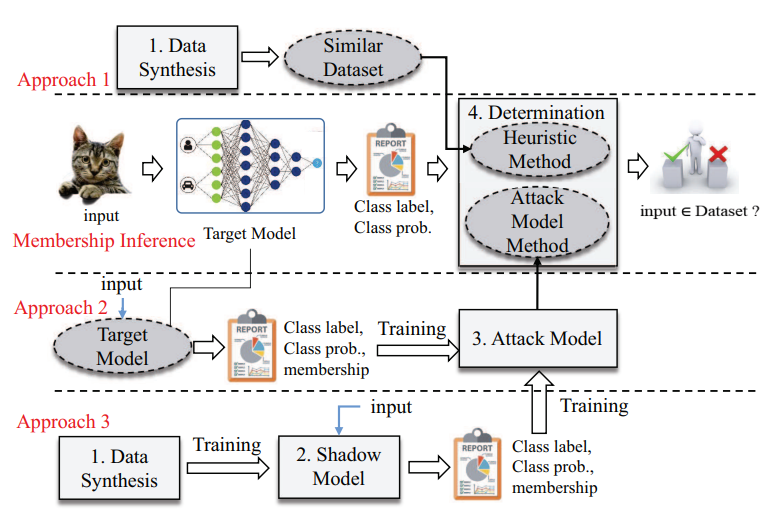 1. Data
Synthesis
Similar
Dataset
Approach 1
4. Determination
Heuristic
Method
REPORT
input
Class label,
Class prob.
Attack
Model
Method
input ∈ Dataset ?
Membership Inference
Target Model
input
Approach 2
Target
Model
REPORT
Class label,
Class prob.,
membership
Training
3. Attack Model
Approach 3
input
Training
1. Data
Synthesis
Training
2. Shadow
Model
REPORT
Class label,
Class prob.,
membership